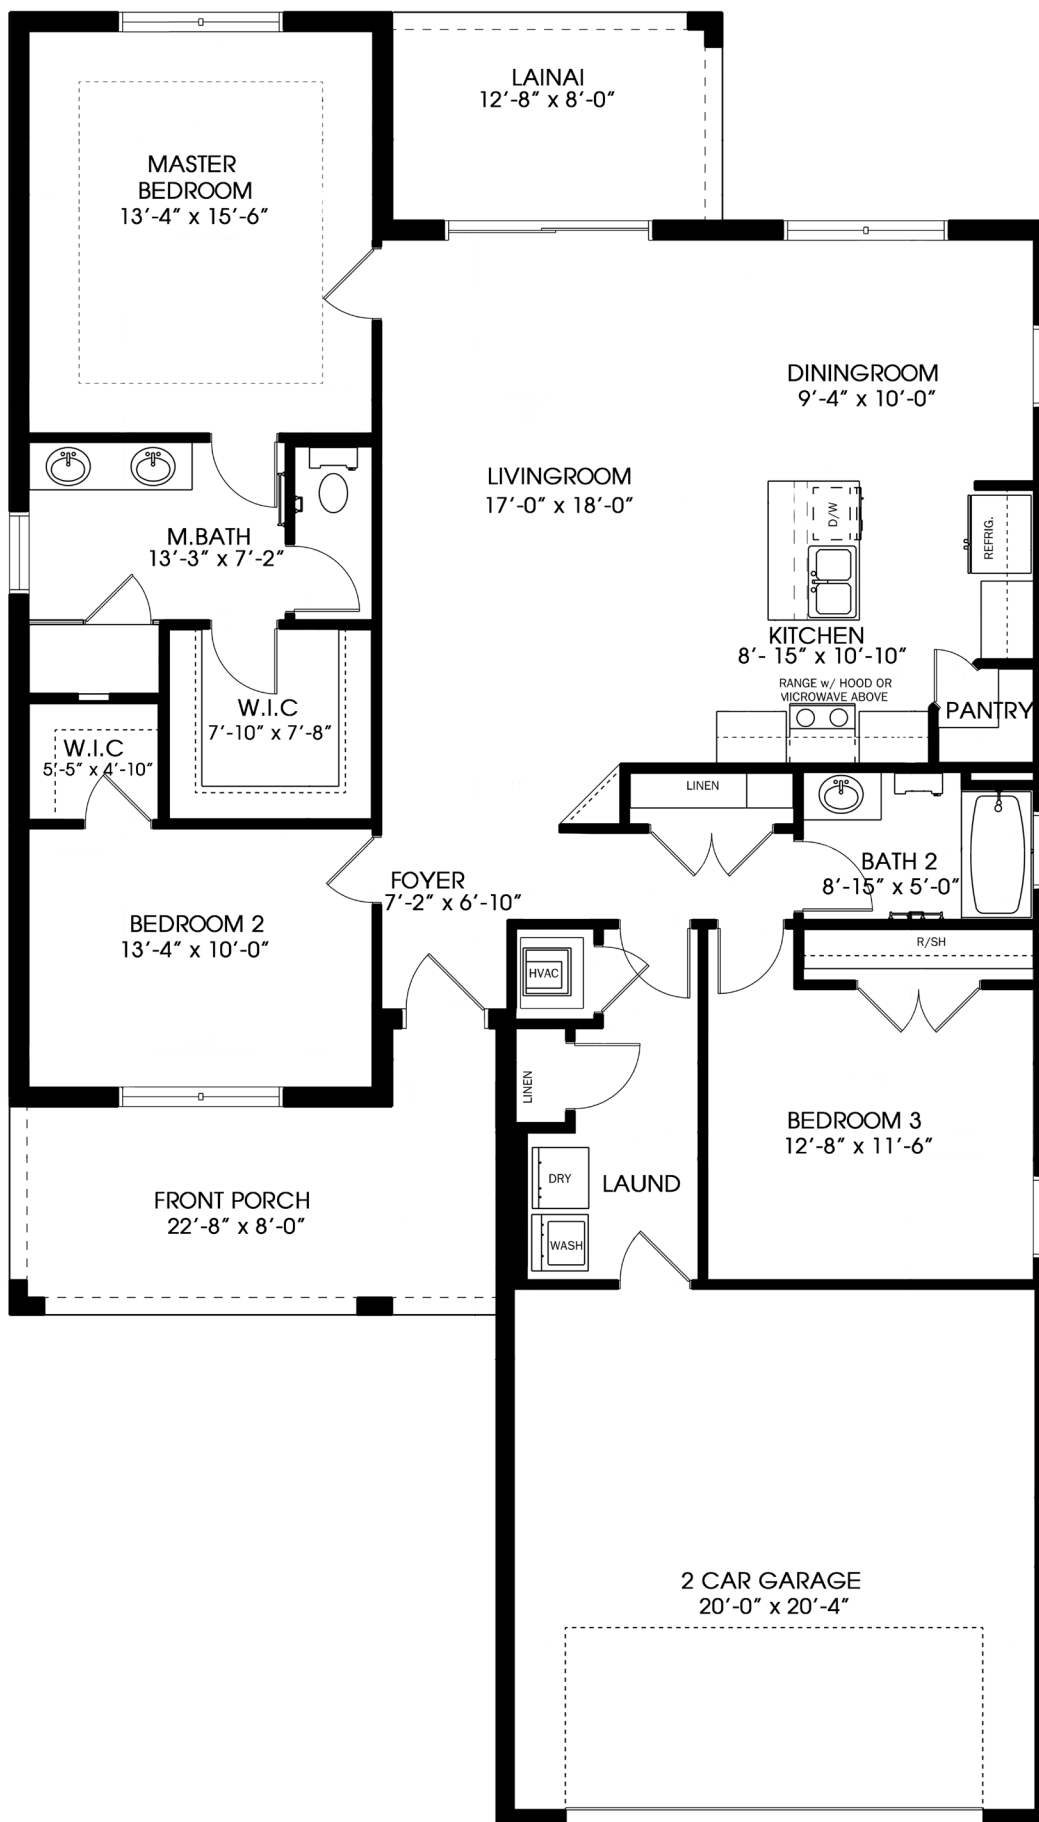 LAINAI
12'-8" x 8'-0"
MASTER
BEDROOM
13'-4" x 15'-6"
DININGROOM
9'-4" x 10'-0"
LIVINGROOM
17'-0" x 18'-0"
D/W
REFRIG.
M.BATH
13'-3" x 7'-2"
KITCHEN
8'- 15" x 10'-10"
RANGE w/ HOOD OR
MICROWAVE ABOVE
PANTRY
W.I.C
7'-10" x 7'-8"
W.I.C
5'-5" x 4'-10"
LINEN
BATH 2
8'-15" x 5'-0"
FOYER
7'-2" x 6'-10"
BEDROOM 2
13'-4" x 10'-0"
R/SH
HVAC
LINEN
BEDROOM 3
12'-8" x 11'-6"
DRY
LAUND
WASH
FRONT PORCH
22'-8" x 8'-0"
2 CAR GARAGE
20'-0" x 20'-4"